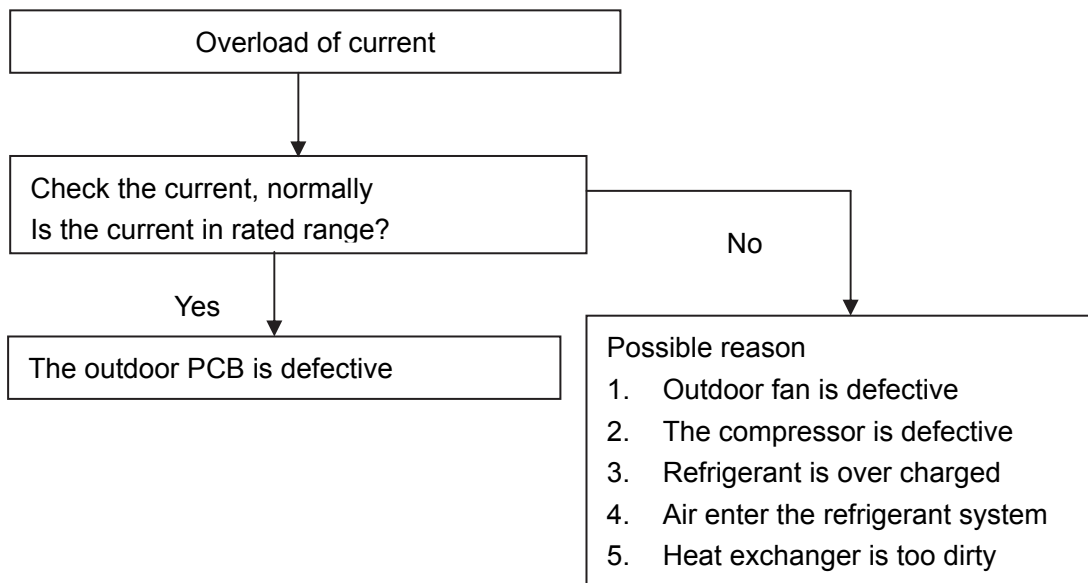 Overload of current
Check the current, normally
Is the current in rated range?
No
Yes
The outdoor PCB is defective
Possible reason
1. Outdoor fan is defective
2. The compressor is defective
3. Refrigerant is over charged
4. Air enter the refrigerant system
5. Heat exchanger is too dirty